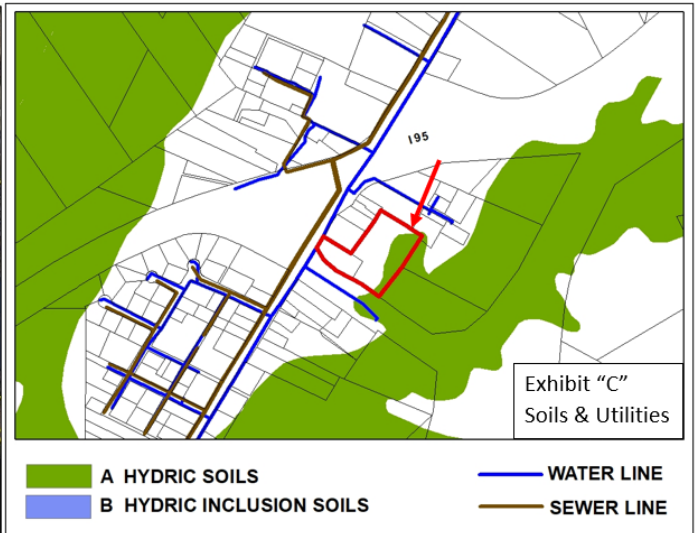 I95
Exhibit "C"
Soils & Utilities
A HYDRIC SOILS
B HYDRIC INCLUSION SOILS
WATER LINE
SEWER LINE